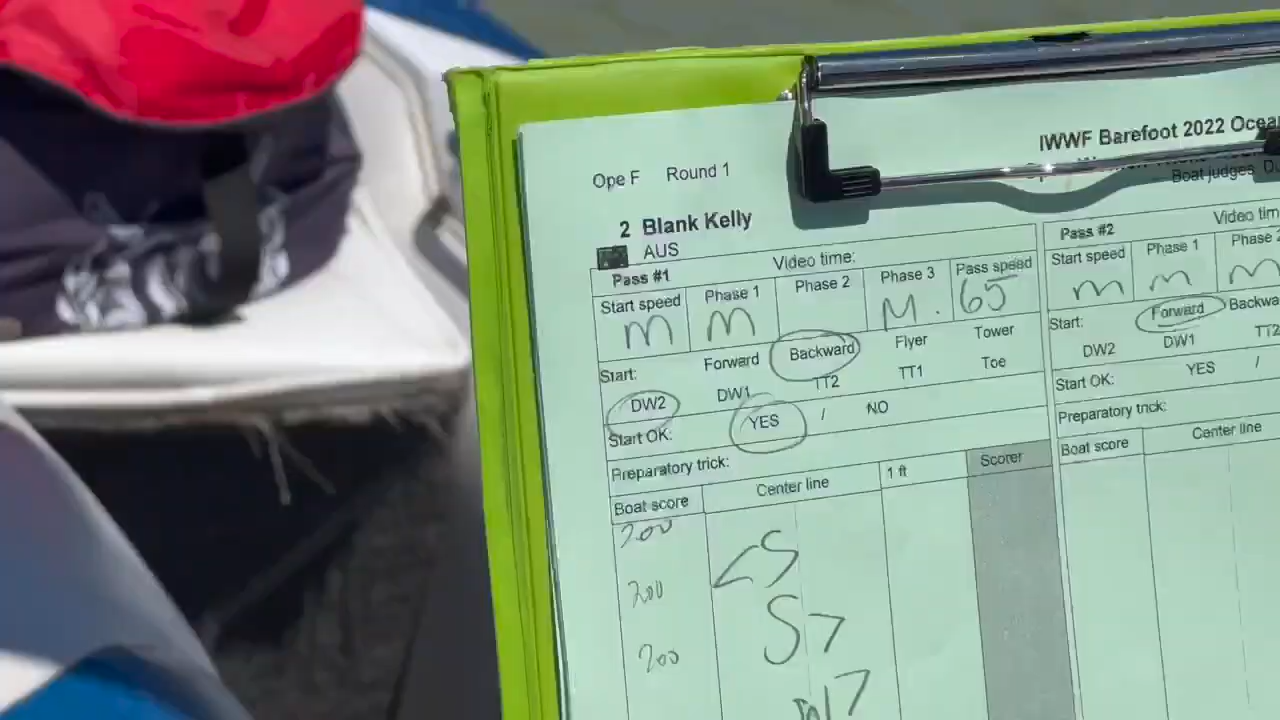 IWWF Barefoot 2022 Ocea
Boat judges Du
Ope F Round 1
2 Blank Kelly
AUS
Pass #1 Video time:
Start speed Phase 1 Phase 2 Phase 3 Pass speed
m m M. 65
Start: Forward Backward Flyer Tower
DW2 DW1 TT2 TT1 Toe
Start OK: YES / NO
Preparatory trick:
Boat score Center line 1 ft Scorer
200 <S
200 S7
200
Pass #2 Video tim
Start speed Phase 1 Phase 2
m m m
Start: Forward Backwa
DW2 DW1 TT2
Start OK: YES /
Preparatory trick:
Boat score Center line